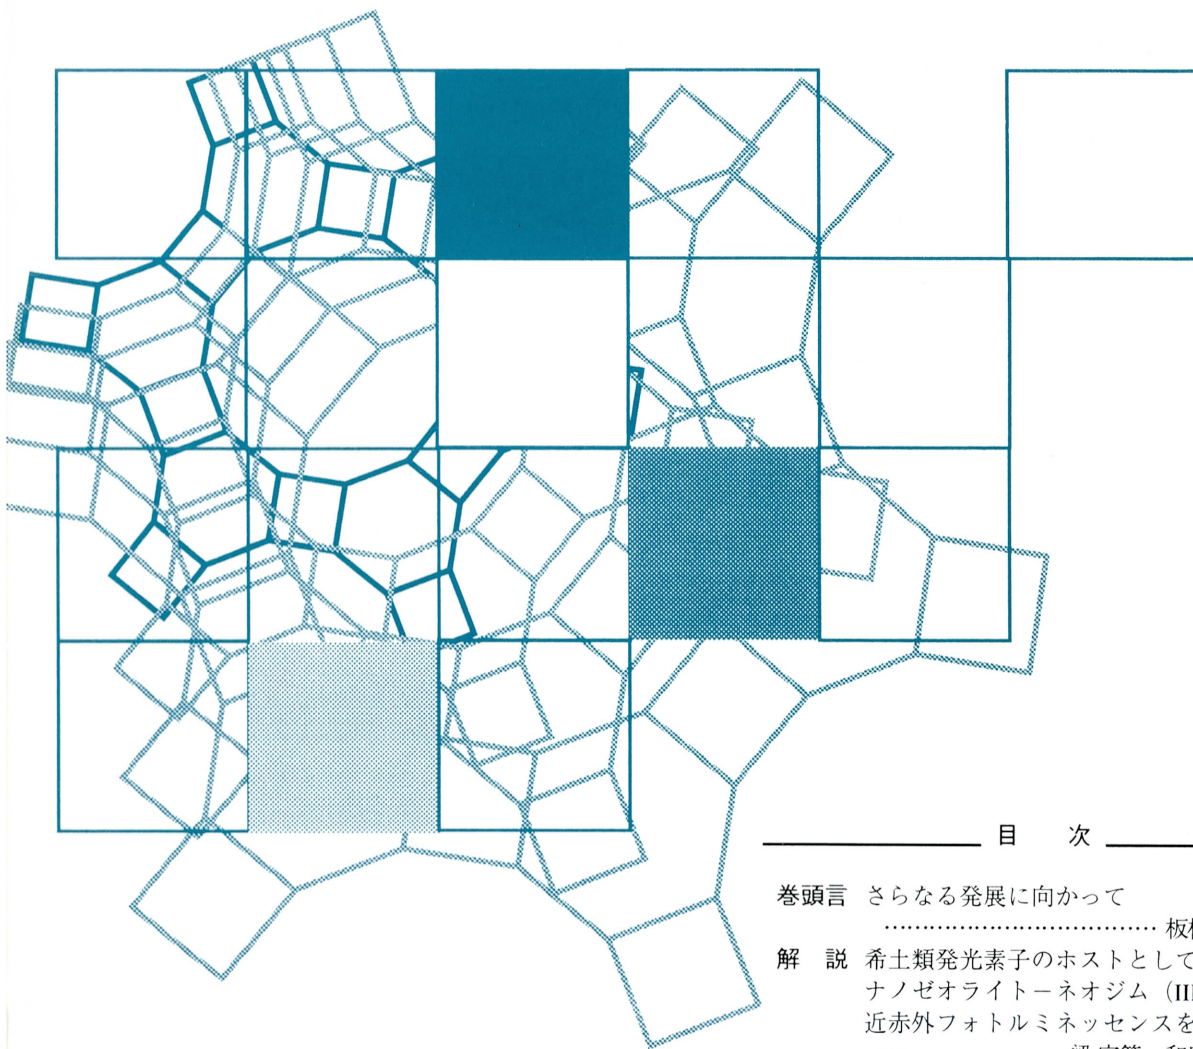 目　次
巻頭言 さらなる発展に向かって
……………………………… 板
解　説 希土類発光素子のホストとして
ナノゼオライト－ネオジム（III
近赤外フォトルミネッセンスを